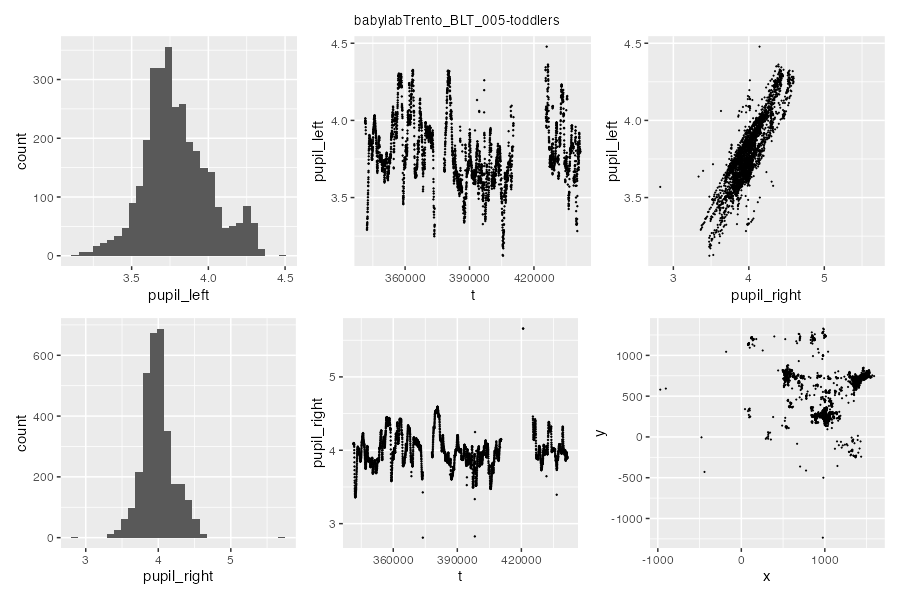 babylabTrento_BLT_005-toddlers
count
300
200
100
0
3.5 4.0 4.5
pupil_left
pupil_left
4.5
4.0
3.5
360000 390000 420000
t
pupil_left
4.5
4.0
3.5
3 4 5
pupil_right
count
600
400
200
0
3 4 5
pupil_right
pupil_right
5
4
3
360000 390000 420000
t
y
1000
500
0
-500
-1000
-1000 0 1000
x